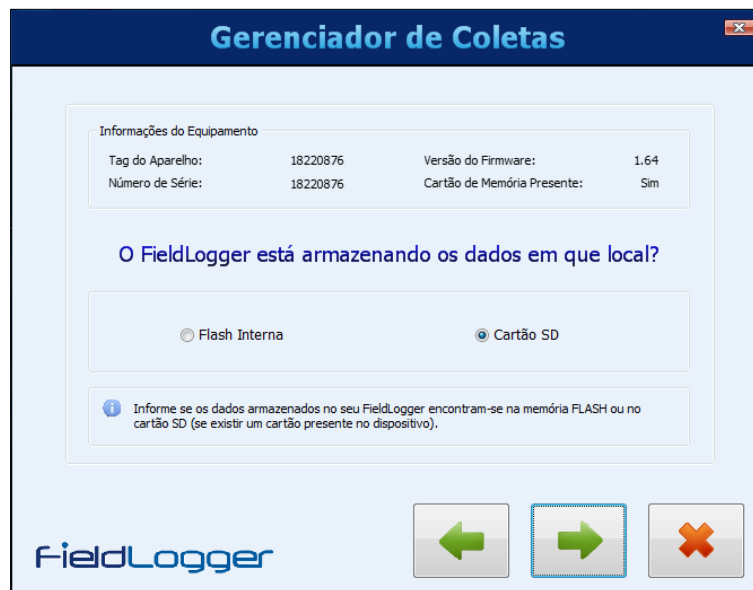 Gerenciador de Coletas
Informações do Equipamento
Tag do Aparelho: 18220876 Versão do Firmware: 1.64
Número de Série: 18220876 Cartão de Memória Presente: Sim
O FieldLogger está armazenando os dados em que local?
Flash Interna Cartão SD
Informe se os dados armazenados no seu FieldLogger encontram-se na memória FLASH ou no
cartão SD (se existir um cartão presente no dispositivo).
FieldLogger